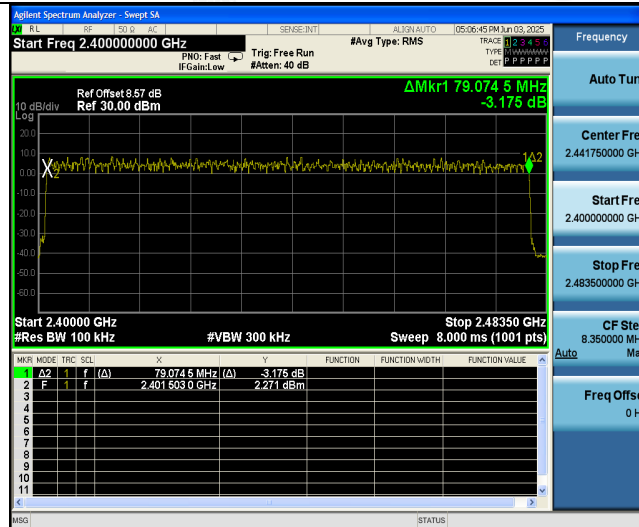 Agilent Spectrum Analyzer - Swept SA
LXI RL RF 50 Ω AC SENSE:INT ALIGN AUTO 05:06:45 PM Jun 03, 2025
Start Freq 2.400000000 GHz
#Avg Type: RMS
TRACE 1 2 3 4 5 6
TYPE M
DET P P P P P P
PNO: Fast
IFGain:Low
Trig: Free Run
#Atten: 40 dB
Ref Offset 8.57 dB
10 dB/div Ref 30.00 dBm
ΔMkr1 79.074 5 MHz
-3.175 dB
Log
20.0
10.0
0.00
-10.0
-20.0
-30.0
-40.0
-50.0
-60.0
2
1Δ2
Start 2.40000 GHz
Stop 2.48350 GHz
#Res BW 100 kHz #VBW 300 kHz Sweep 8.000 ms (1001 pts)
MKR MODE TRC SCL X Y FUNCTION FUNCTION WIDTH FUNCTION VALUE
1 Δ2 1 f (Δ) 79.074 5 MHz (Δ) -3.175 dB
2 F 1 f 2.401 503 0 GHz 2.271 dBm
3
4
5
6
7
8
9
10
11
MSG STATUS
Frequency
Auto Tun
Center Fre
2.441750000 GH
Start Fre
2.400000000 GH
Stop Fre
2.483500000 GH
CF Ste
8.350000 MH
Auto Ma
Freq Offse
0 H